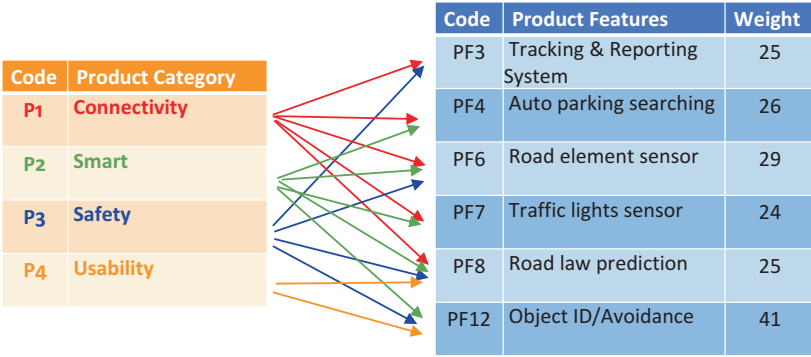 Code Product Category
P1 Connectivity
P2 Smart
P3 Safety
P4 Usability
Code Product Features Weight
PF3 Tracking & Reporting 25
System
PF4 Auto parking searching 26
PF6 Road element sensor 29
PF7 Traffic lights sensor 24
PF8 Road law prediction 25
PF12 Object ID/Avoidance 41